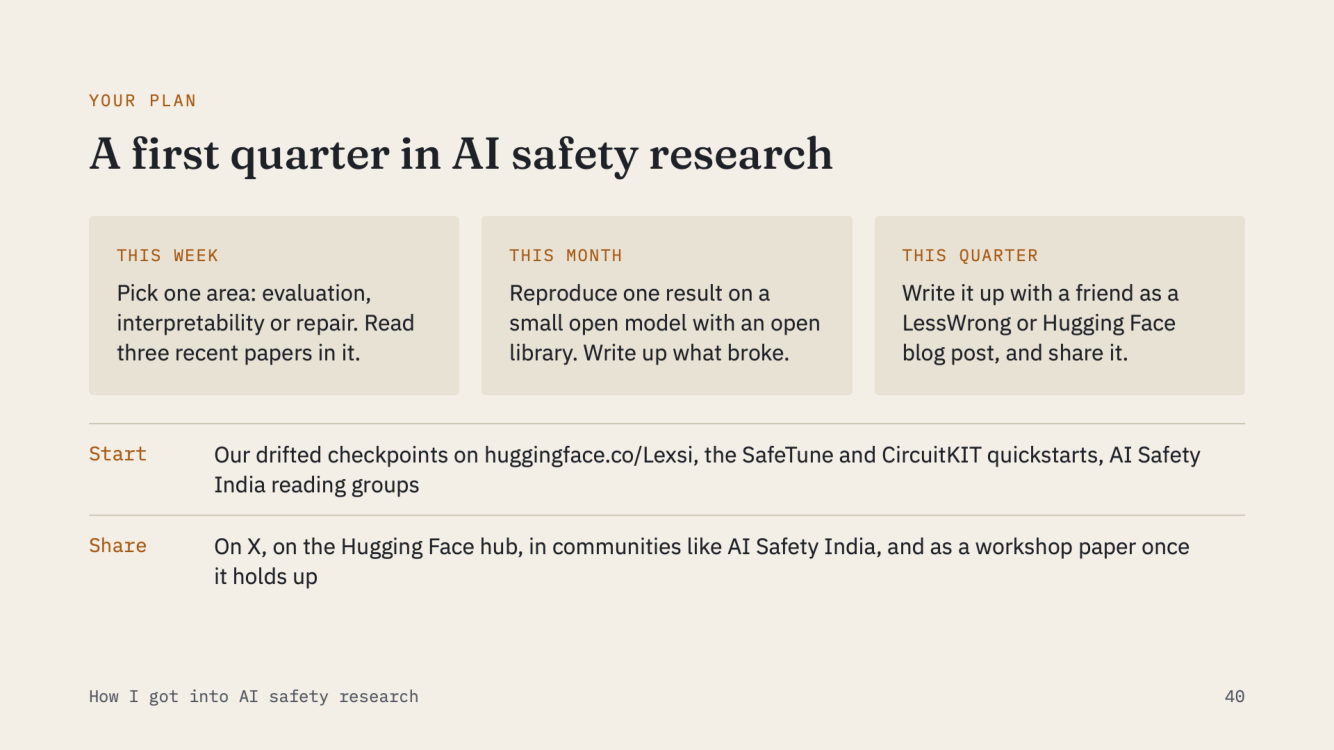 YOUR PLAN
A first quarter in AI safety research
THIS WEEK
Pick one area: evaluation,
interpretability or repair. Read
three recent papers in it.
THIS MONTH
Reproduce one result on a
small open model with an open
library. Write up what broke.
THIS QUARTER
Write it up with a friend as a
LessWrong or Hugging Face
blog post, and share it.
Start
Our drifted checkpoints on huggingface.co/Lexsi, the SafeTune and CircuitKIT quickstarts, AI Safety
India reading groups
Share
On X, on the Hugging Face hub, in communities like AI Safety India, and as a workshop paper once
it holds up
How I got into AI safety research
40